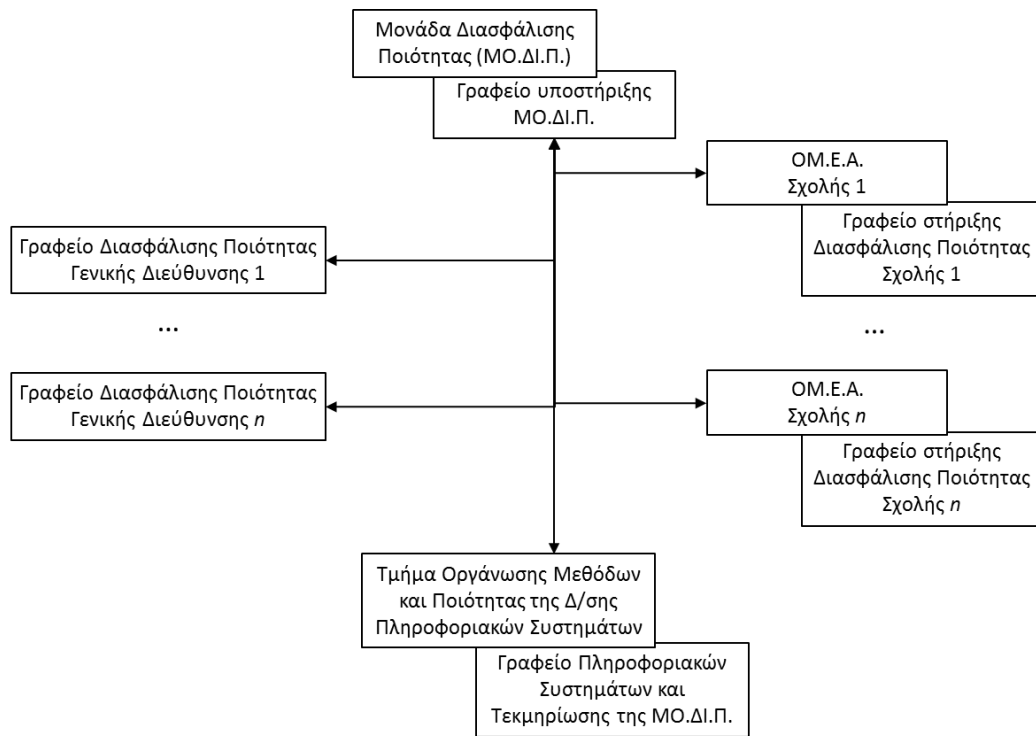 Μονάδα Διασφάλισης
Ποιότητας (ΜΟ.ΔΙ.Π.)
Γραφείο υποστήριξης
ΜΟ.ΔΙ.Π.
ΟΜ.Ε.Α.
Σχολής 1
Γραφείο στήριξης
Διασφάλισης Ποιότητας
Σχολής 1
Γραφείο Διασφάλισης Ποιότητας
Γενικής Διεύθυνσης 1
...
...
Γραφείο Διασφάλισης Ποιότητας
Γενικής Διεύθυνσης n
ΟΜ.Ε.Α.
Σχολής n
Γραφείο στήριξης
Διασφάλισης Ποιότητας
Σχολής n
Τμήμα Οργάνωσης Μεθόδων
και Ποιότητας της Δ/σης
Πληροφοριακών Συστημάτων
Γραφείο Πληροφοριακών
Συστημάτων και
Τεκμηρίωσης της ΜΟ.ΔΙ.Π.